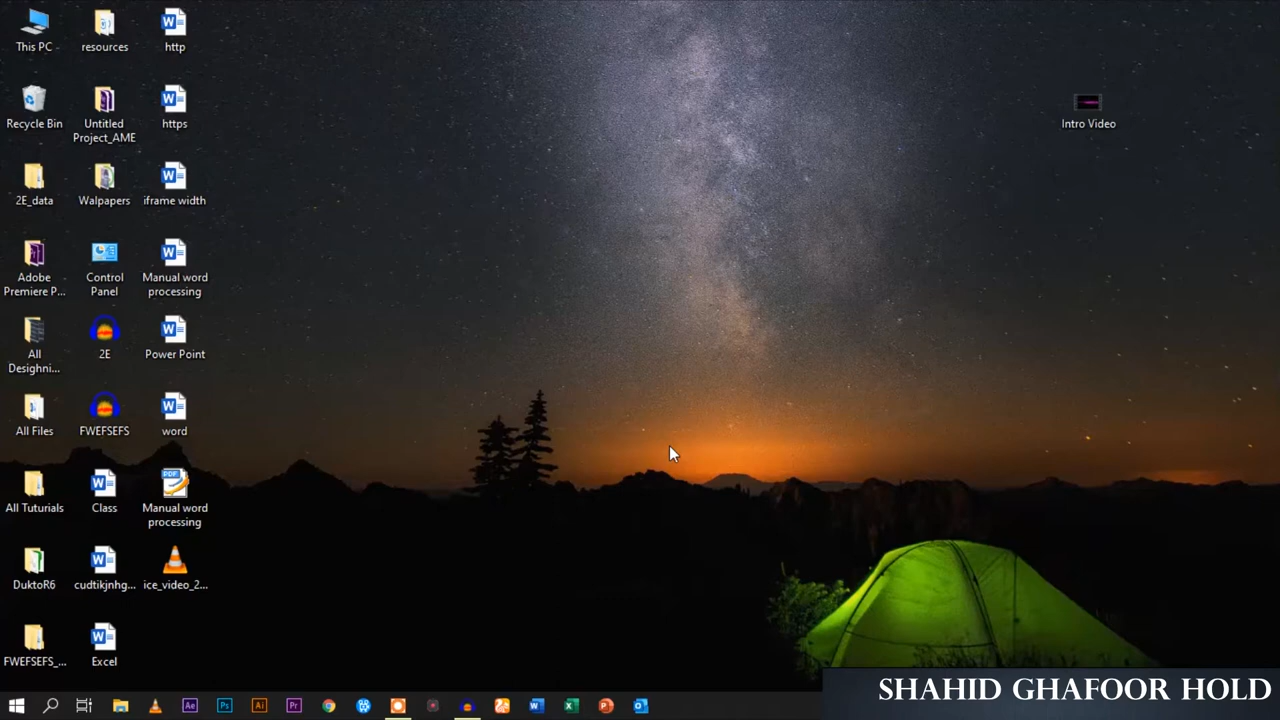 This PC
resources
http
Recycle Bin
Untitled
Project_AME
https
Intro Video
2E_data
Walpapers
iframe width
Adobe
Premiere P...
Control
Panel
Manual word
processing
All
Desighni...
2E
Power Point
All Files
FWEFSEFS
word
All Tuturials
Class
Manual word
processing
DuktoR6
cudtikjnhg...
ice_video_2...
FWEFSEFS_...
Excel
SHAHID GHAFOOR HOLD